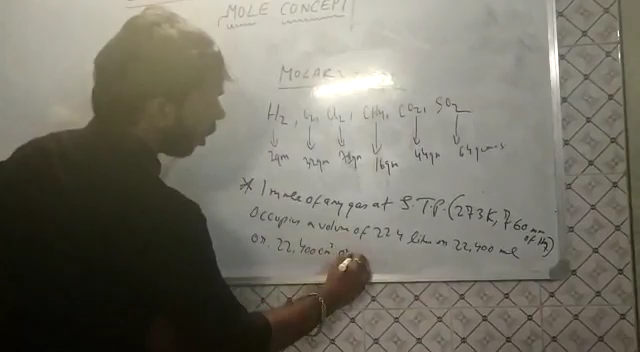 MOLE CONCEPT
MOLAR
H2, O2, Cl2, CH4, CO2, SO2
2gm 32gm 71gm 16gm 44gm 64gm
* 1 mole of any gas at S.T.P. (273K, 760 mm of Hg)
Occupies a volum of 22.4 litre or 22,400 ml
or 22,400 cm³